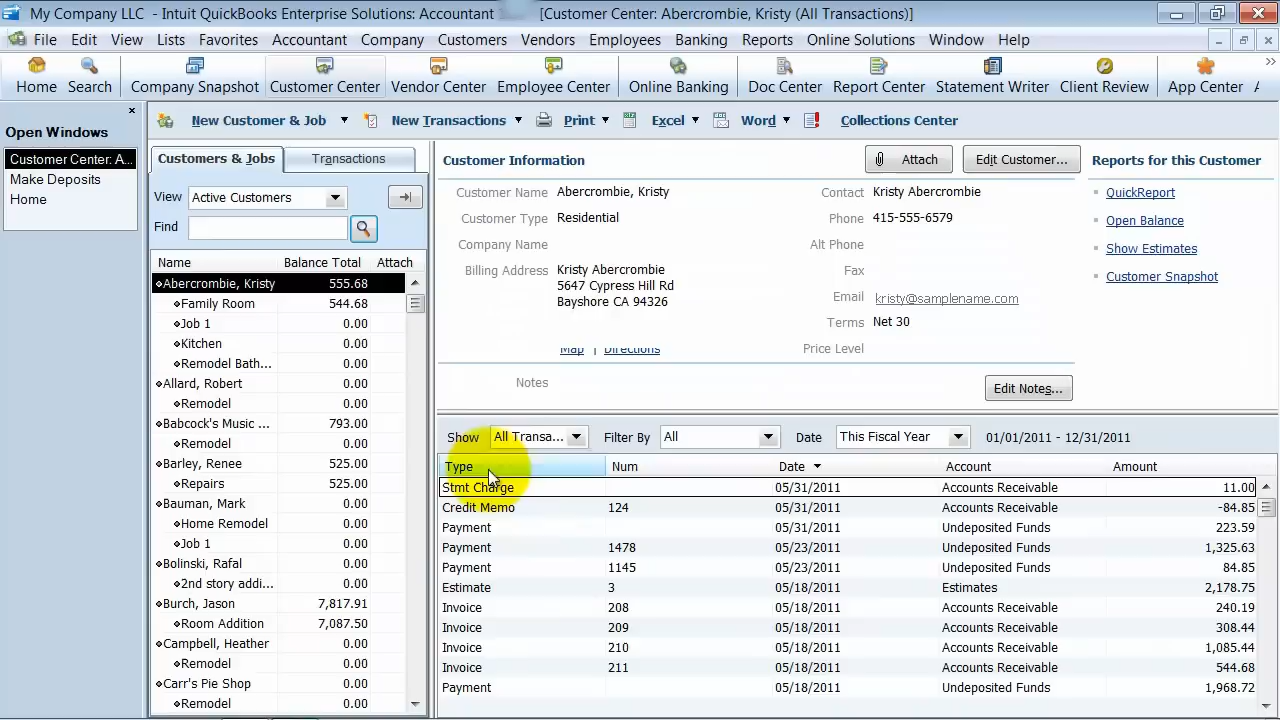 My Company LLC - Intuit QuickBooks Enterprise Solutions: Accountant [Customer Center: Abercrombie, Kristy (All Transactions)]
File Edit View Lists Favorites Accountant Company Customers Vendors Employees Banking Reports Online Solutions Window Help
Home Search Company Snapshot Customer Center Vendor Center Employee Center Online Banking Doc Center Report Center Statement Writer Client Review App Center
New Customer & Job New Transactions Print Excel Word Collections Center
Open Windows
Customer Center: A...
Make Deposits
Home
Customers & Jobs Transactions
View Active Customers
Find
Name Balance Total Attach
Abercrombie, Kristy 555.68
Family Room 544.68
Job 1 0.00
Kitchen 0.00
Remodel Bath... 0.00
Allard, Robert 0.00
Remodel 0.00
Babcock's Music ... 793.00
Remodel 0.00
Barley, Renee 525.00
Repairs 525.00
Bauman, Mark 0.00
Home Remodel 0.00
Job 1 0.00
Bolinski, Rafal 0.00
2nd story addi... 0.00
Burch, Jason 7,817.91
Room Addition 7,087.50
Campbell, Heather 0.00
Remodel 0.00
Carr's Pie Shop 0.00
Remodel 0.00
Customer Information Attach Edit Customer...
Customer Name Abercrombie, Kristy
Customer Type Residential
Company Name
Billing Address Kristy Abercrombie
5647 Cypress Hill Rd
Bayshore CA 94326
Map | Directions
Notes
Contact Kristy Abercrombie
Phone 415-555-6579
Alt Phone
Fax
Email kristy@samplename.com
Terms Net 30
Price Level
Edit Notes...
Reports for this Customer
QuickReport
Open Balance
Show Estimates
Customer Snapshot
Show All Transa... Filter By All Date This Fiscal Year 01/01/2011 - 12/31/2011
Type Num Date Account Amount
Stmt Charge 05/31/2011 Accounts Receivable 11.00
Credit Memo 124 05/31/2011 Accounts Receivable -84.85
Payment 05/31/2011 Undeposited Funds 223.59
Payment 1478 05/23/2011 Undeposited Funds 1,325.63
Payment 1145 05/23/2011 Undeposited Funds 84.85
Estimate 3 05/18/2011 Estimates 2,178.75
Invoice 208 05/18/2011 Accounts Receivable 240.19
Invoice 209 05/18/2011 Accounts Receivable 308.44
Invoice 210 05/18/2011 Accounts Receivable 1,085.44
Invoice 211 05/18/2011 Accounts Receivable 544.68
Payment 05/18/2011 Undeposited Funds 1,968.72